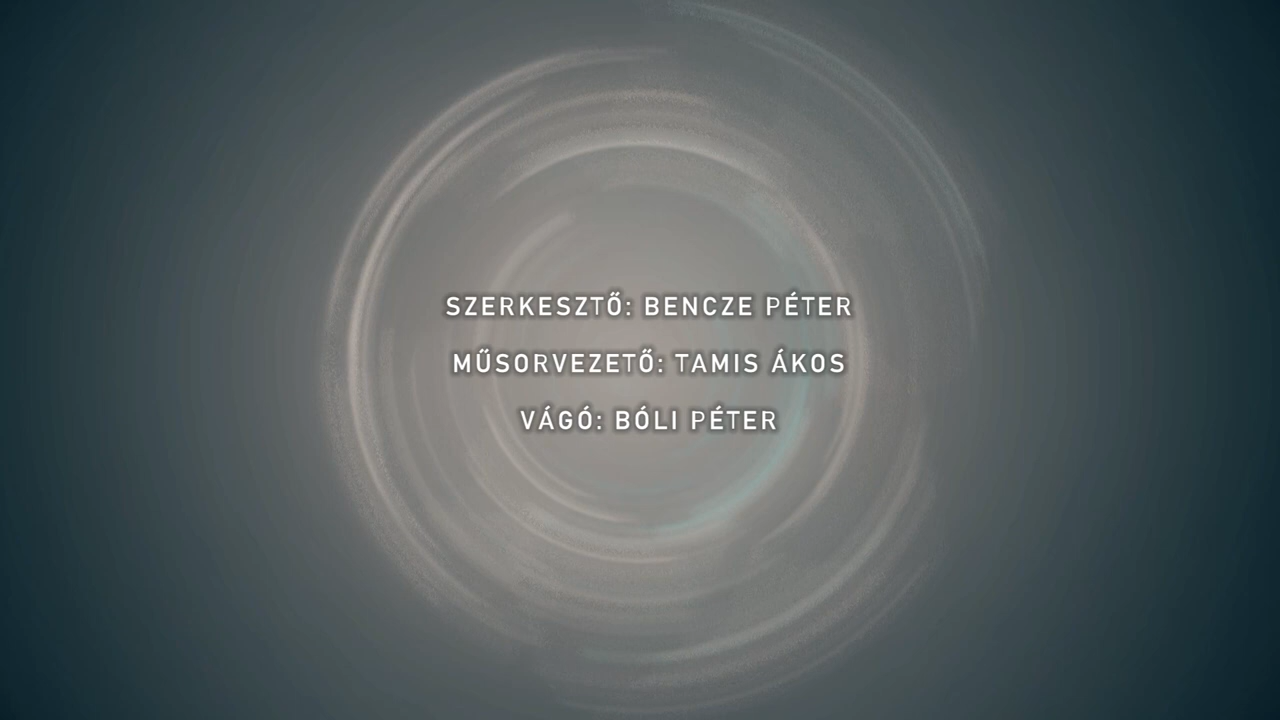 SZERKESZTŐ: BENCZE PÉTER
MŰSORVEZETŐ: TAMIS ÁKOS
VÁGÓ: BÓLI PÉTER